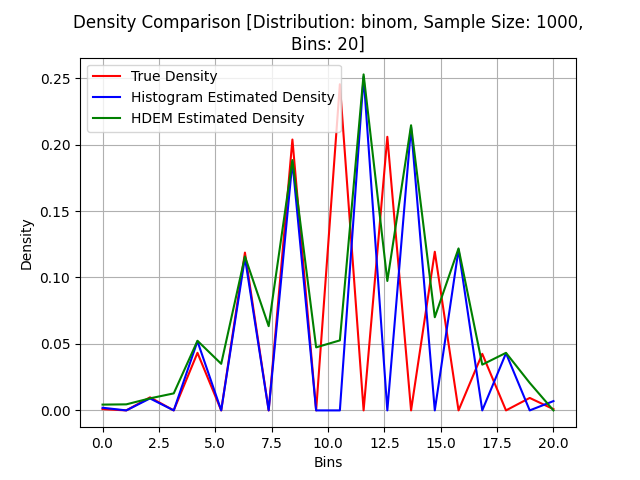 Density Comparison [Distribution: binom, Sample Size: 1000,
Bins: 20]
True Density
Histogram Estimated Density
HDEM Estimated Density
Density
0.25
0.20
0.15
0.10
0.05
0.00
0.0 2.5 5.0 7.5 10.0 12.5 15.0 17.5 20.0
Bins